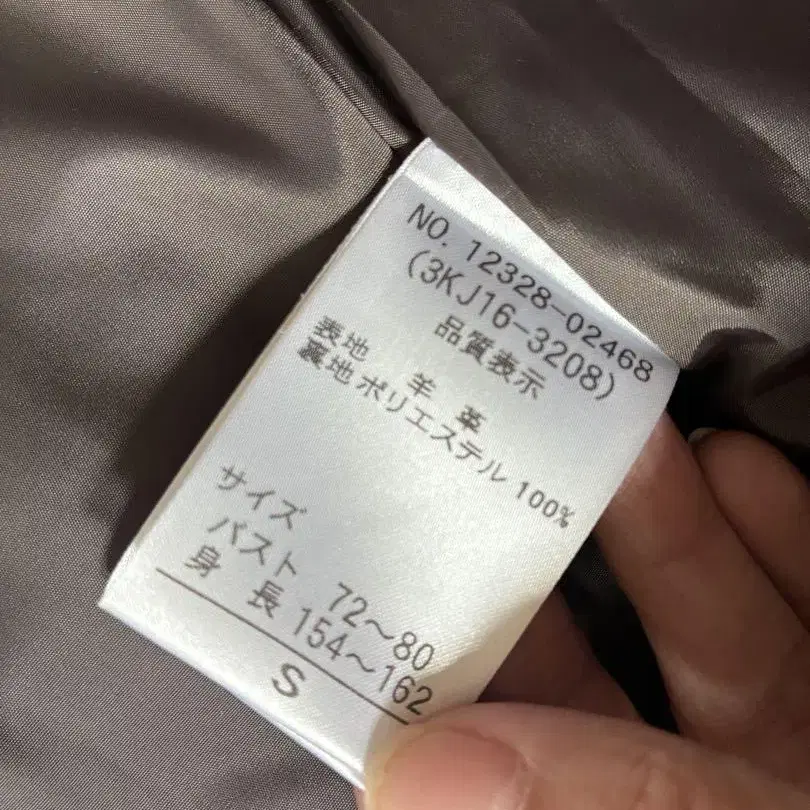 NO. 12328-02468
(3KJ16-3208)
品質表示
表地 羊 革
裏地 ポリエステル 100%
サイズ
バスト 72〜80
身 長 154〜162
S